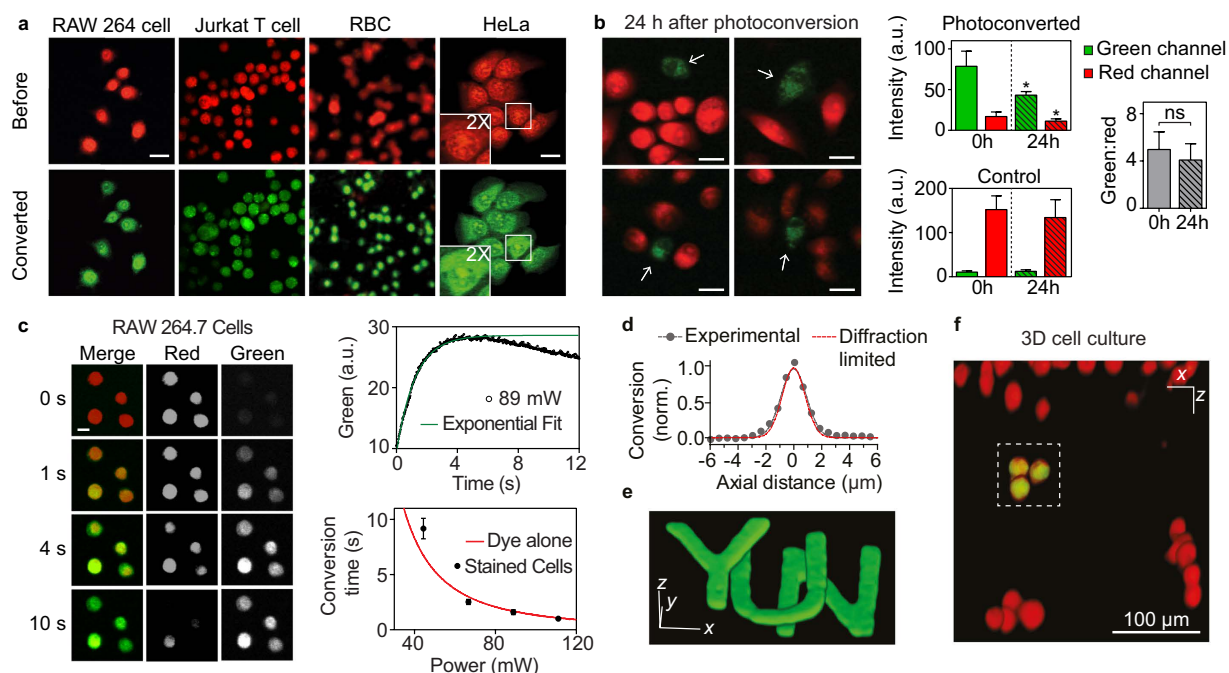 a
RAW 264 cell Jurkat T cell RBC HeLa
Before
2X
Converted
2X
b
24 h after photoconversion
Photoconverted
Intensity (a.u.)
100
50
0
* *
0h 24h
Green channel
Red channel
Control
Intensity (a.u.)
200
100
0
0h 24h
Green:red
8
4
0
ns
0h 24h
c
RAW 264.7 Cells
Merge Red Green
0 s
1 s
4 s
10 s
Green (a.u.)
30
20
10
89 mW
Exponential Fit
0 4 8 12
Time (s)
Conversion
time (s)
10
5
0
Dye alone
Stained Cells
40 80 120
Power (mW)
d
Experimental Diffraction
limited
Conversion
(norm.)
1.0
0.5
0.0
-6 -4 -2 0 2 4 6
Axial distance (µm)
e
YUN
z
y
x
f
3D cell culture
x
z
100 µm